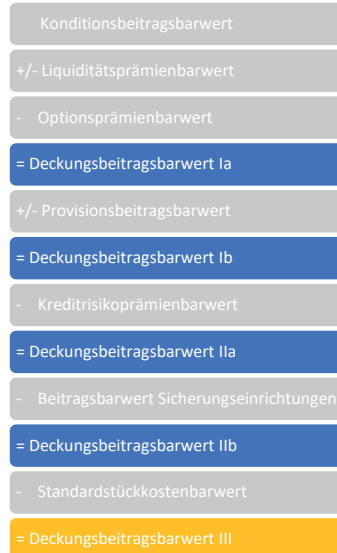 Konditionsbeitragsbarwert
+/- Liquiditätsprämienbarwert
- Optionsprämienbarwert
= Deckungsbeitragsbarwert Ia
+/- Provisionsbeitragsbarwert
= Deckungsbeitragsbarwert Ib
- Kreditrisikoprämienbarwert
= Deckungsbeitragsbarwert IIa
- Beitragsbarwert Sicherungseinrichtungen
= Deckungsbeitragsbarwert IIb
- Standardstückkostenbarwert
= Deckungsbeitragsbarwert III